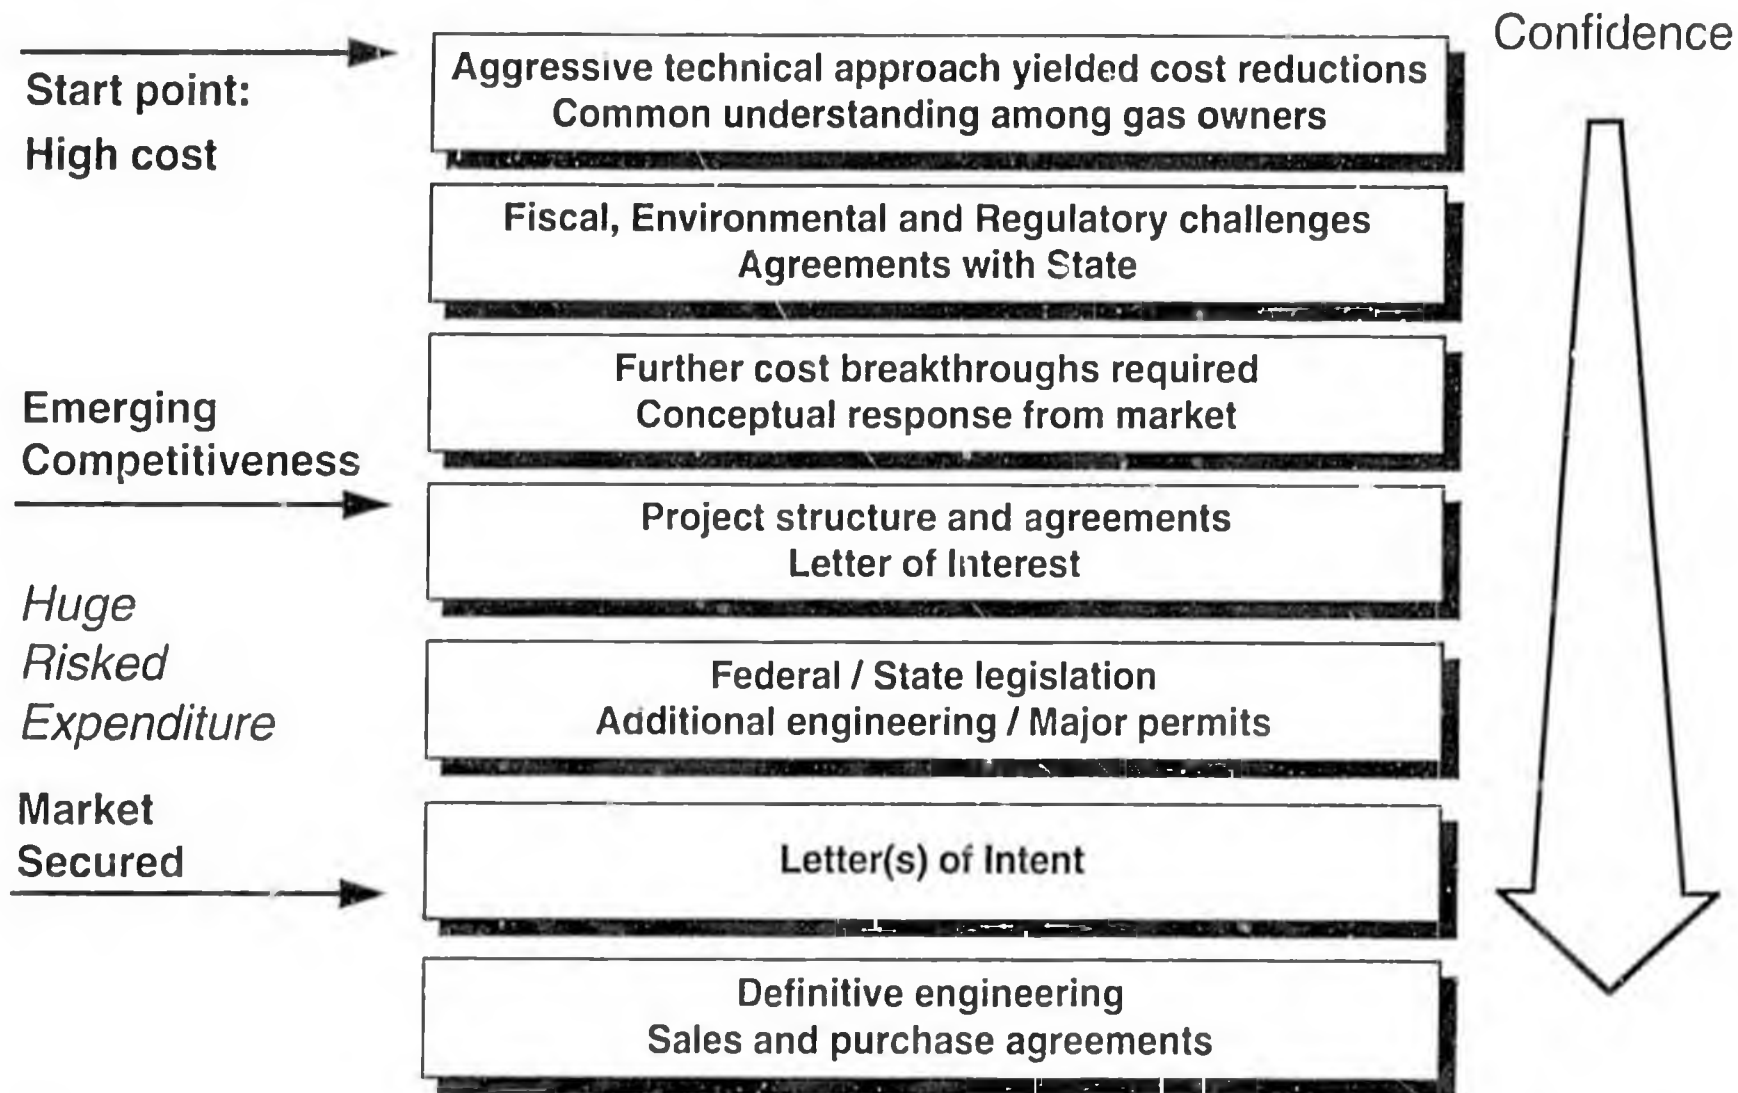 Confidence
Start point:
High cost
Aggressive technical approach yielded cost reductions
Common understanding among gas owners
Fiscal, Environmental and Regulatory challenges
Agreements with State
Further cost breakthroughs required
Conceptual response from market
Emerging
Competitiveness
Project structure and agreements
Letter of Interest
Huge
Risked
Expenditure
Federal / State legislation
Additional engineering / Major permits
Market
Secured
Letter(s) of Intent
Definitive engineering
Sales and purchase agreements